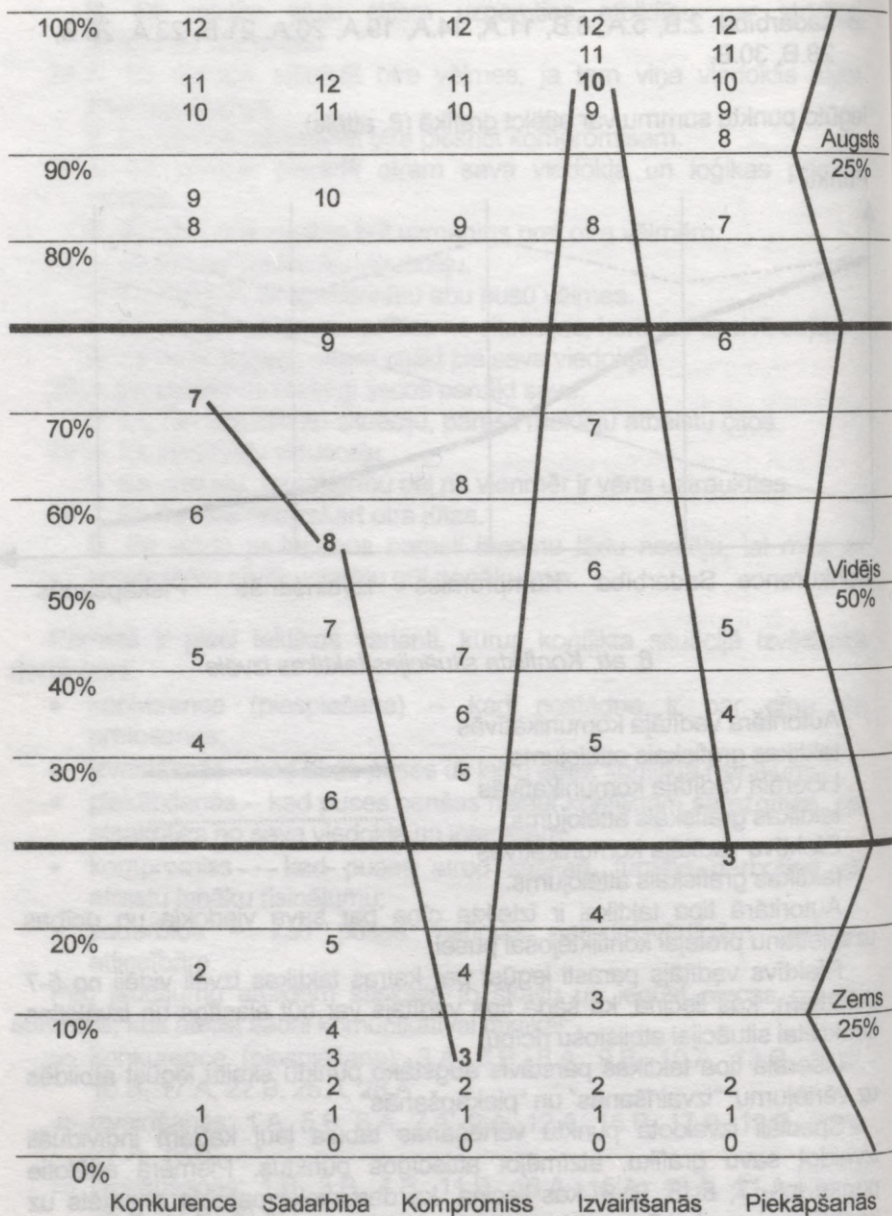 100% 12 12 12 12
11 11
11 12 11 10 10
10 11 10 9 9
8 Augsts
90% 25%
9 10
8 9 8 7
80%
9 6
7
70% 7
8
60% 6
8
6 Vidējs
50% 50%
7 5
5 7
40%
6 4
4 5
30% 5
6
3
4
20% 5
2 4
3 Zems
10% 4 25%
3 3
2 2 2 2
1 1 1 1 1
0 0 0 0 0
0%
Konkurence Sadarbība Kompromiss Izvairīšanās Piekāpšanās